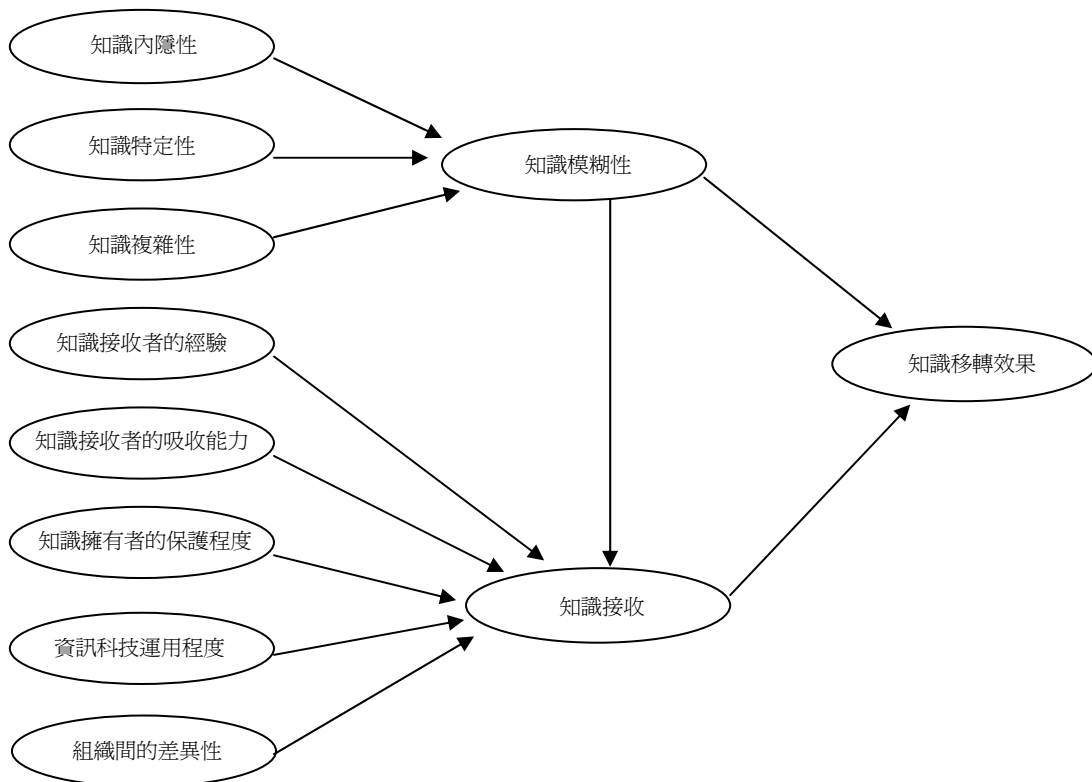 知識內隱性
知識特定性
知識模糊性
知識複雜性
知識接收者的經驗
知識移轉效果
知識接收者的吸收能力
知識擁有者的保護程度
知識接收
資訊科技運用程度
組織間的差異性